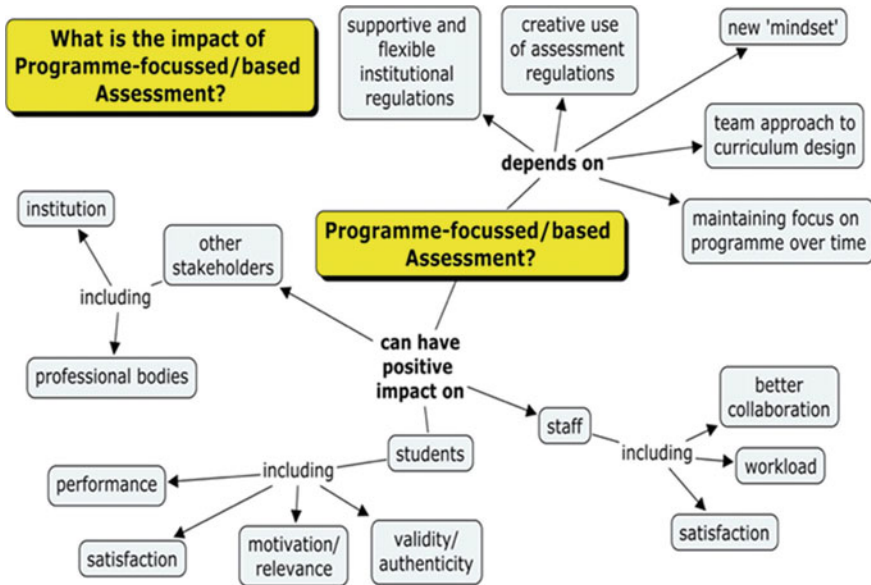 What is the impact of
Programme-focussed/based
Assessment?
supportive and
flexible
institutional
regulations
creative use
of assessment
regulations
new 'mindset'
team approach to
curriculum design
depends on
maintaining focus on
programme over time
Programme-focussed/based
Assessment?
institution
other
stakeholders
including
professional bodies
can have
positive
impact on
students
including
performance
satisfaction
motivation/
relevance
validity/
authenticity
staff
including
better
collaboration
workload
satisfaction